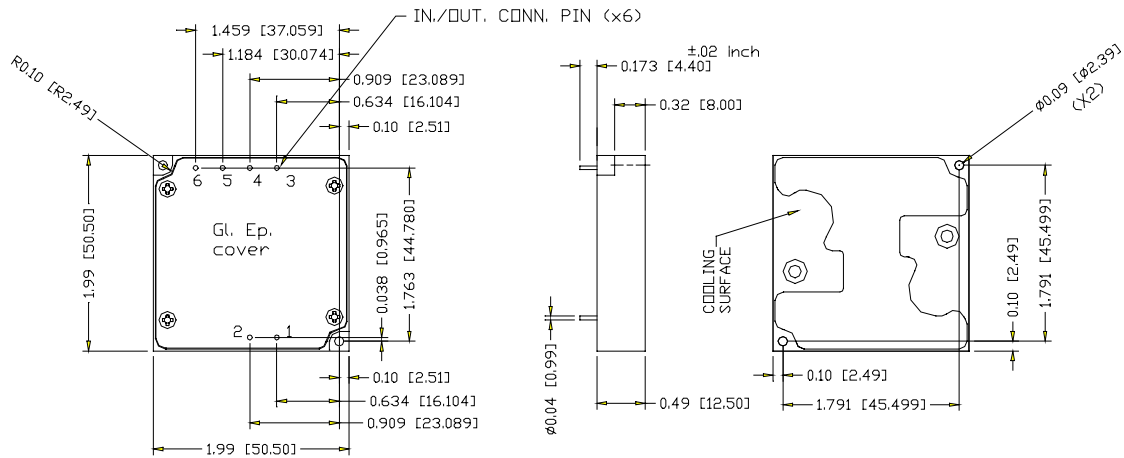 IN./OUT. CONN. PIN (x6)
1.459 [37.059]
1.184 [30.074]
0.909 [23.089]
0.634 [16.104]
0.10 [2.51]
R0.10 [R2.49]
6 5 4 3
Gl. Ep.
cover
2 1
1.99 [50.50]
0.038 [0.965]
1.763 [44.780]
0.10 [2.51]
0.634 [16.104]
0.909 [23.089]
1.99 [50.50]
±.02 Inch
0.173 [4.40]
0.32 [8.00]
ø0.04 [0.99]
0.49 [12.50]
ø0.09 [ø2.39]
(X2)
COOLING
SURFACE
0.10 [2.49]
1.791 [45.499]
0.10 [2.49]
1.791 [45.499]